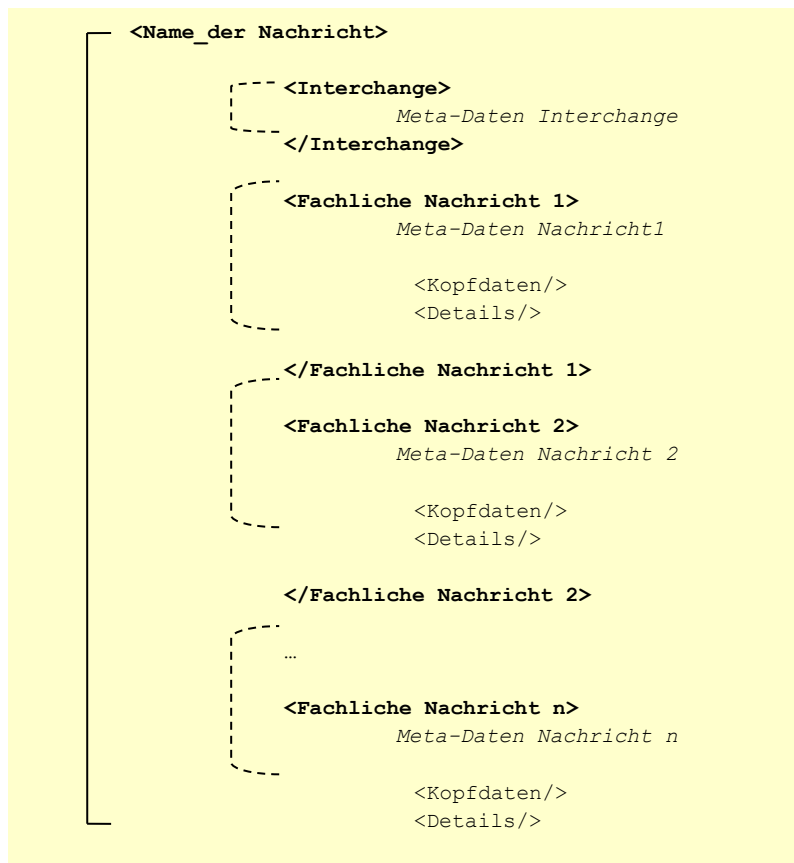 <Name_der Nachricht>
<Interchange>
Meta-Daten Interchange
</Interchange>
<Fachliche Nachricht 1>
Meta-Daten Nachricht1
<Kopfdaten/>
<Details/>
</Fachliche Nachricht 1>
<Fachliche Nachricht 2>
Meta-Daten Nachricht 2
<Kopfdaten/>
<Details/>
</Fachliche Nachricht 2>
…
<Fachliche Nachricht n>
Meta-Daten Nachricht n
<Kopfdaten/>
<Details/>